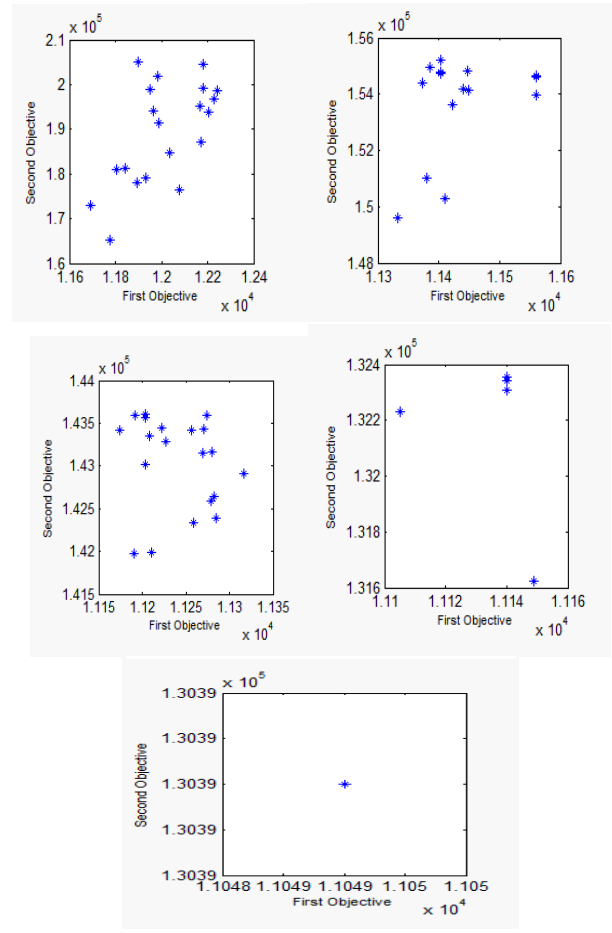 x 10^5
2.1
2
1.9
1.8
1.7
1.6
Second Objective
1.16 1.18 1.2 1.22 1.24
First Objective
x 10^4
x 10^5
1.56
1.54
1.52
1.5
1.48
Second Objective
1.13 1.14 1.15 1.16
First Objective
x 10^4
x 10^5
1.44
1.435
1.43
1.425
1.42
1.415
Second Objective
1.115 1.12 1.125 1.13 1.135
First Objective
x 10^4
x 10^5
1.324
1.322
1.32
1.318
1.316
Second Objective
1.11 1.112 1.114 1.116
First Objective
x 10^4
x 10^5
1.3039
1.3039
1.3039
1.3039
1.3039
Second Objective
1.1048 1.1049 1.1049 1.105 1.105
First Objective
x 10^4